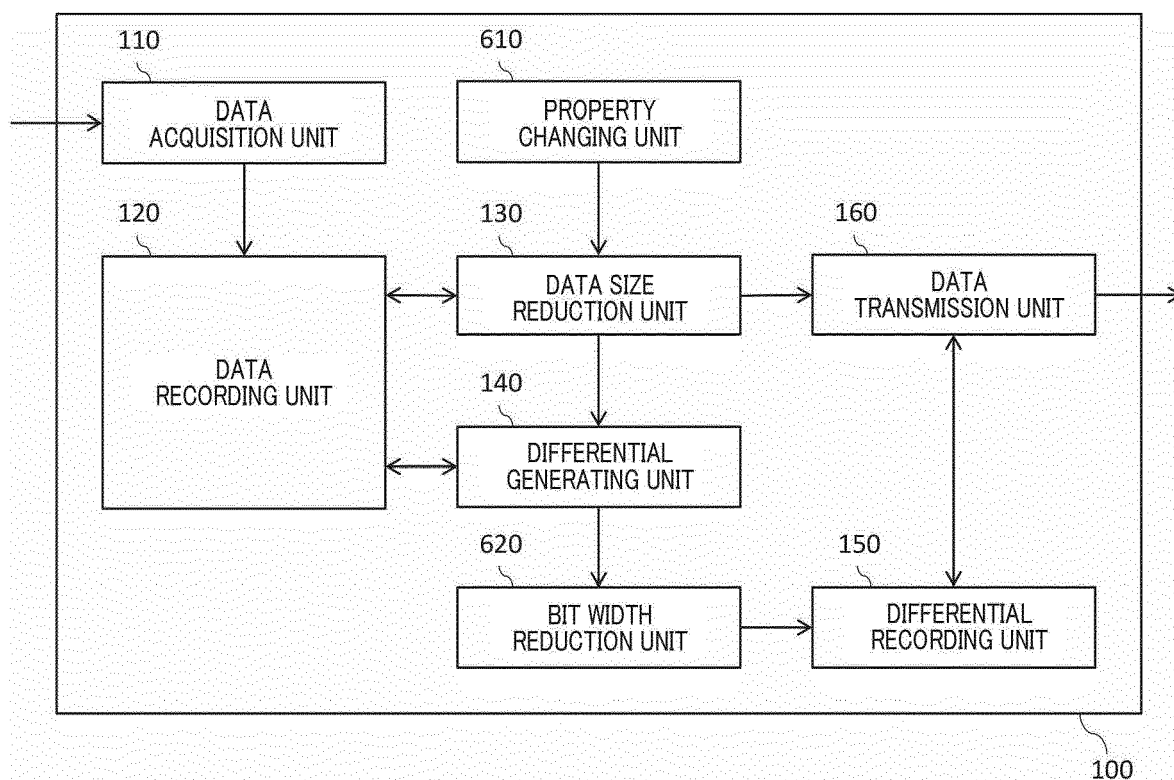 110
DATA
ACQUISITION UNIT
610
PROPERTY
CHANGING UNIT
120
DATA
RECORDING UNIT
130
DATA SIZE
REDUCTION UNIT
160
DATA
TRANSMISSION UNIT
140
DIFFERENTIAL
GENERATING UNIT
620
BIT WIDTH
REDUCTION UNIT
150
DIFFERENTIAL
RECORDING UNIT
100